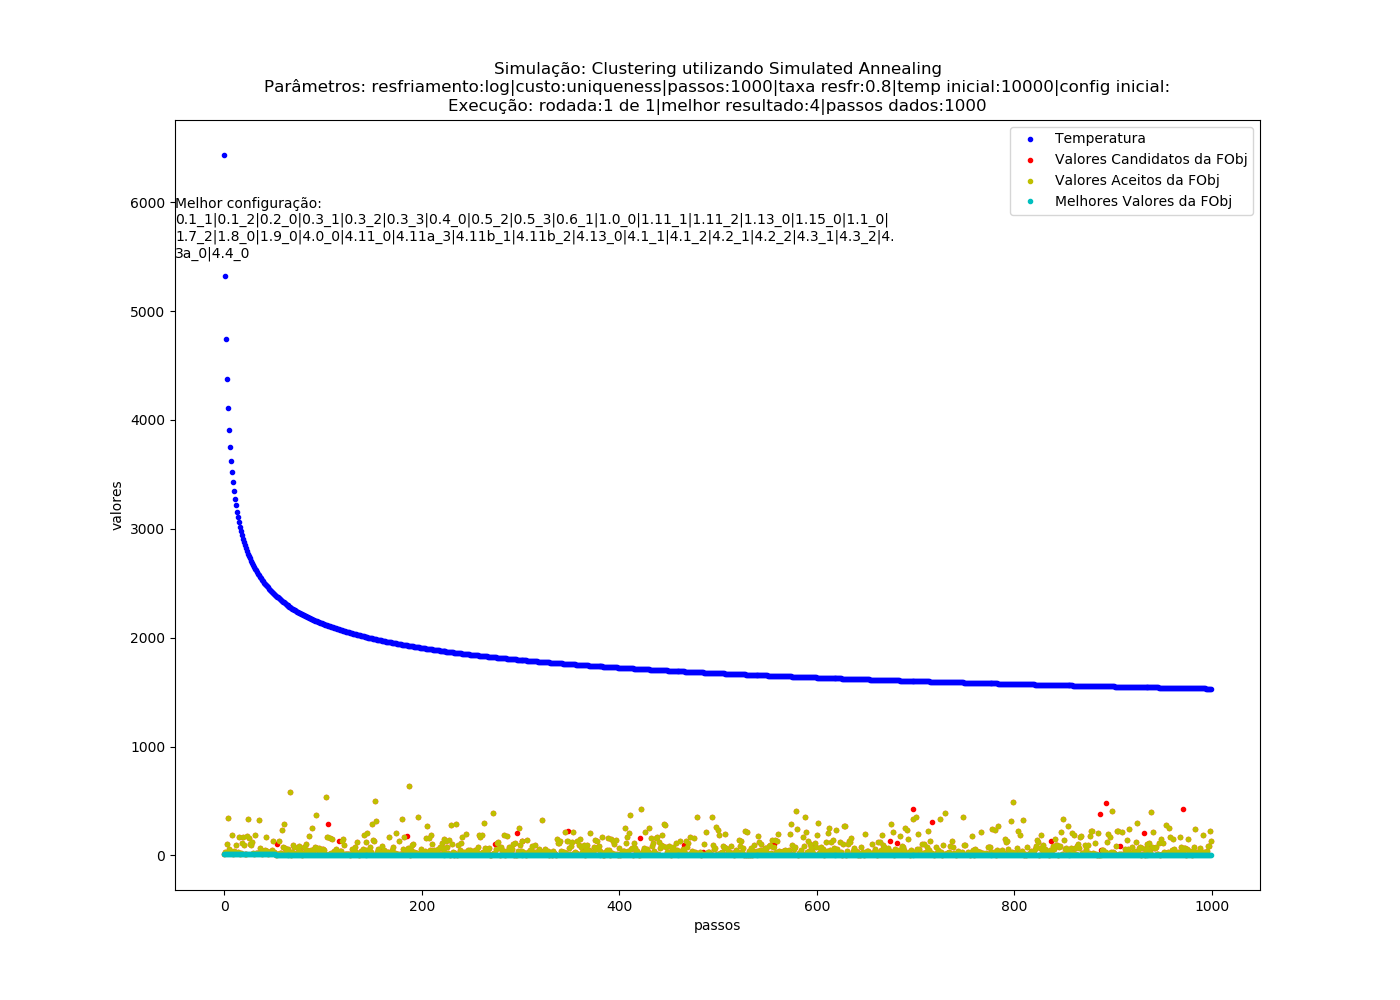 Simulação: Clustering utilizando Simulated Annealing
Parâmetros: resfriamento:log|custo:uniqueness|passos:1000|taxa resfr:0.8|temp inicial:10000|config inicial:
Execução: rodada:1 de 1|melhor resultado:4|passos dados:1000
Temperatura
Valores Candidatos da FObj
Valores Aceitos da FObj
Melhores Valores da FObj
Melhor configuração:
0.1_1|0.1_2|0.2_0|0.3_1|0.3_2|0.3_3|0.4_0|0.5_2|0.5_3|0.6_1|1.0_0|1.11_1|1.11_2|1.13_0|1.15_0|1.1_0|
1.7_2|1.8_0|1.9_0|4.0_0|4.11_0|4.11a_3|4.11b_1|4.11b_2|4.13_0|4.1_1|4.1_2|4.2_1|4.2_2|4.3_1|4.3_2|4.
3a_0|4.4_0
6000
5000
4000
3000
2000
1000
0
valores
0 200 400 600 800 1000
passos